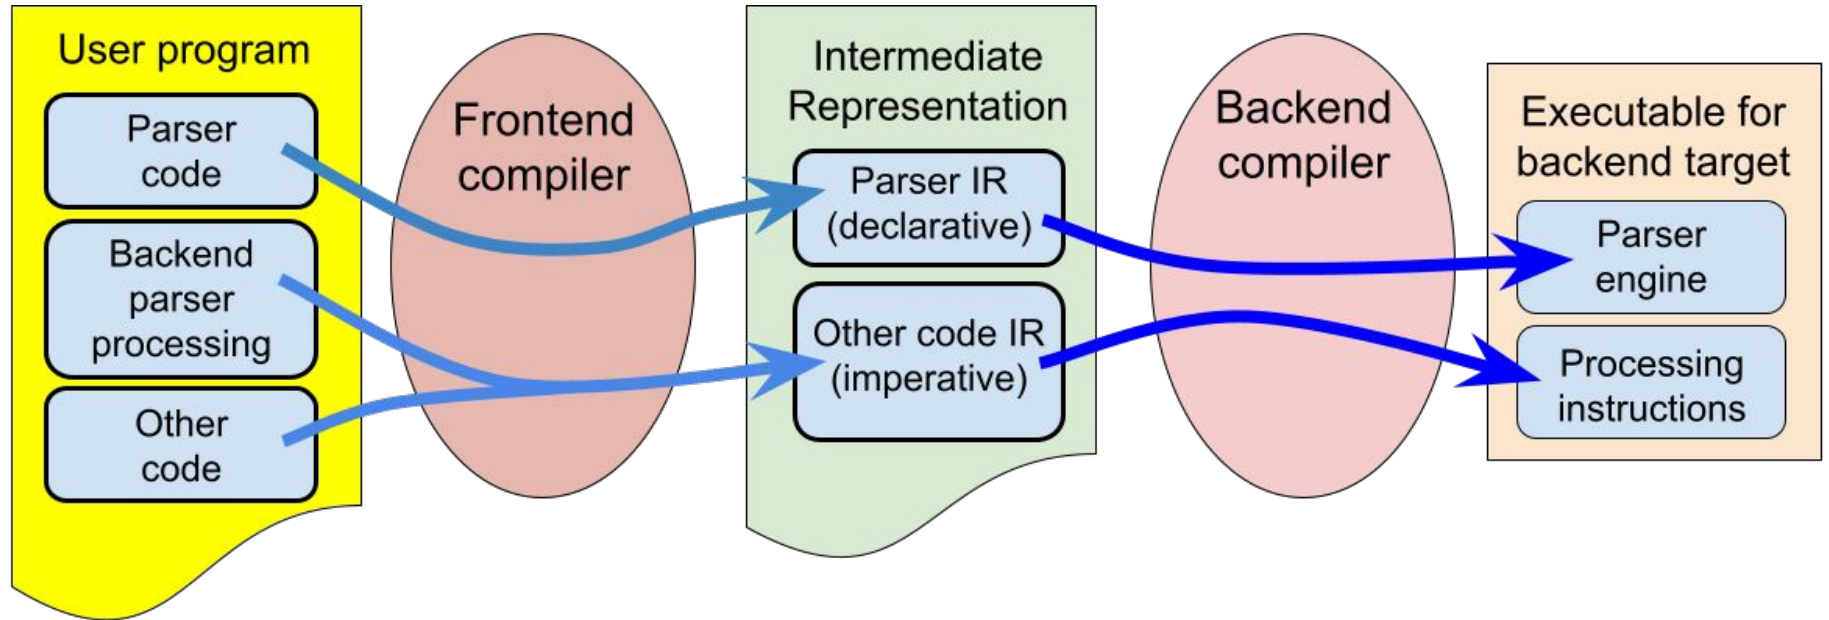 User program
Parser
code
Backend
parser
processing
Other
code
Frontend
compiler
Intermediate
Representation
Parser IR
(declarative)
Other code IR
(imperative)
Backend
compiler
Executable for
backend target
Parser
engine
Processing
instructions